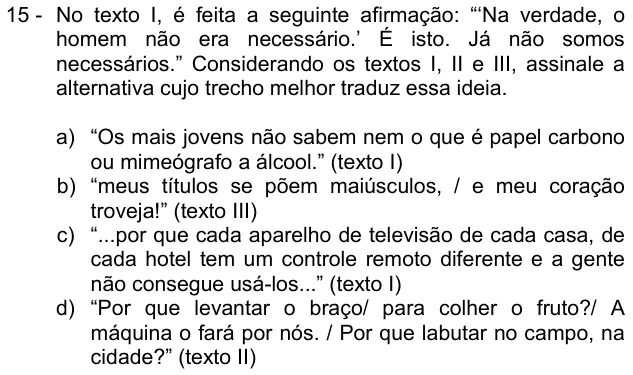 15 - No texto I, é feita a seguinte afirmação: “‘Na verdade, o
homem não era necessário.’ É isto. Já não somos
necessários.” Considerando os textos I, II e III, assinale a
alternativa cujo trecho melhor traduz essa ideia.
a) “Os mais jovens não sabem nem o que é papel carbono
ou mimeógrafo a álcool.” (texto I)
b) “meus títulos se põem maiúsculos, / e meu coração
troveja!” (texto III)
c) “...por que cada aparelho de televisão de cada casa, de
cada hotel tem um controle remoto diferente e a gente
não consegue usá-los...” (texto I)
d) “Por que levantar o braço/ para colher o fruto?/ A
máquina o fará por nós. / Por que labutar no campo, na
cidade?” (texto II)